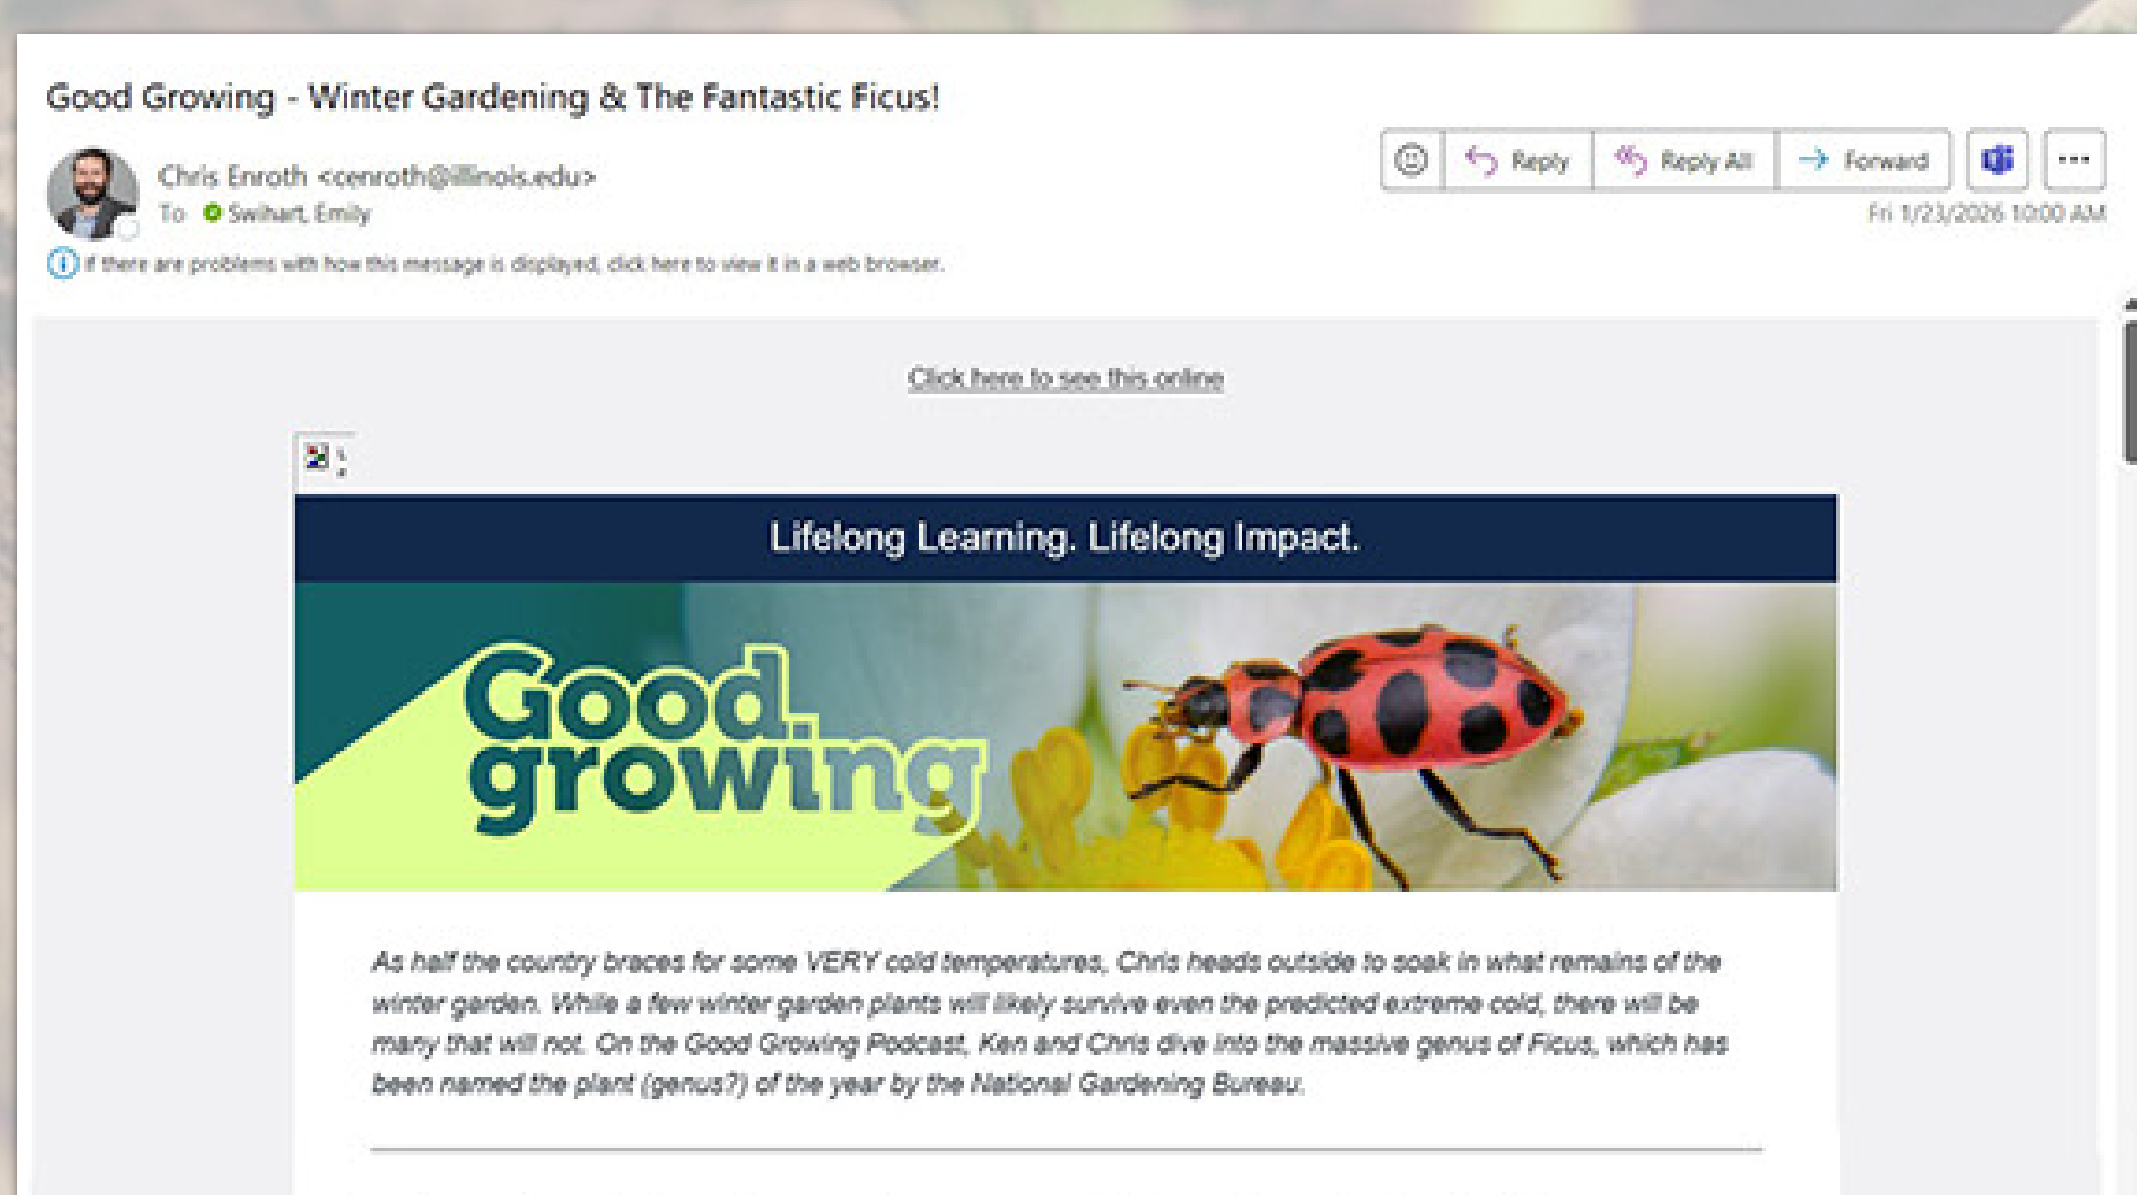 Good Growing - Winter Gardening & The Fantastic Ficus!
Chris Enroth <cenroth@illinois.edu>
To Swihart, Emily
Reply
Reply All
Forward
Fri 1/23/2026 10:00 AM
If there are problems with how this message is displayed, click here to view it in a web browser.
Click here to see this online
Lifelong Learning. Lifelong Impact.
Good
growing
As half the country braces for some VERY cold temperatures, Chris heads outside to soak in what remains of the
winter garden. While a few winter garden plants will likely survive even the predicted extreme cold, there will be
many that will not. On the Good Growing Podcast, Ken and Chris dive into the massive genus of Ficus, which has
been named the plant (genus?) of the year by the National Gardening Bureau.